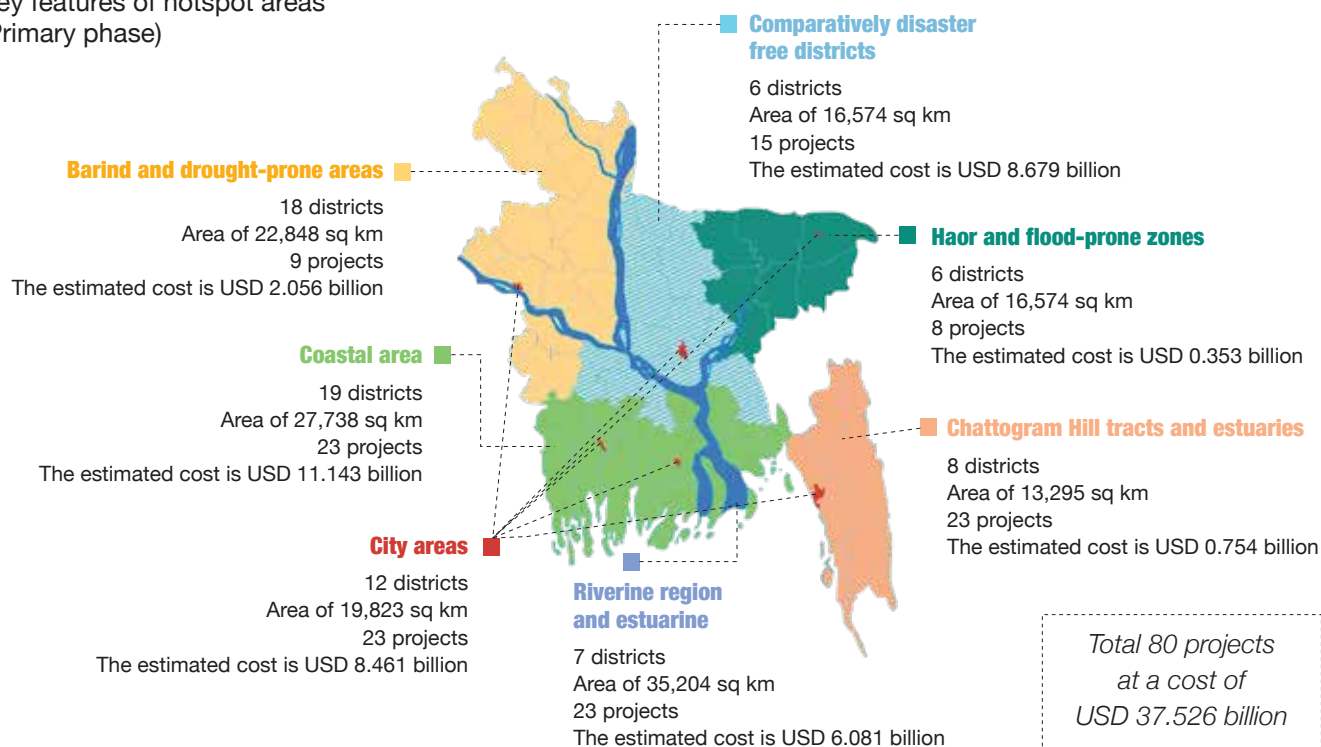 ey features of hotspot areas
Primary phase)
Comparatively disaster
free districts
6 districts
Area of 16,574 sq km
15 projects
The estimated cost is USD 8.679 billion
Barind and drought-prone areas
18 districts
Area of 22,848 sq km
9 projects
The estimated cost is USD 2.056 billion
Haor and flood-prone zones
6 districts
Area of 16,574 sq km
8 projects
The estimated cost is USD 0.353 billion
Coastal area
19 districts
Area of 27,738 sq km
23 projects
The estimated cost is USD 11.143 billion
Chattogram Hill tracts and estuaries
8 districts
Area of 13,295 sq km
23 projects
The estimated cost is USD 0.754 billion
City areas
12 districts
Area of 19,823 sq km
23 projects
The estimated cost is USD 8.461 billion
Riverine region
and estuarine
7 districts
Area of 35,204 sq km
23 projects
The estimated cost is USD 6.081 billion
Total 80 projects
at a cost of
USD 37.526 billion